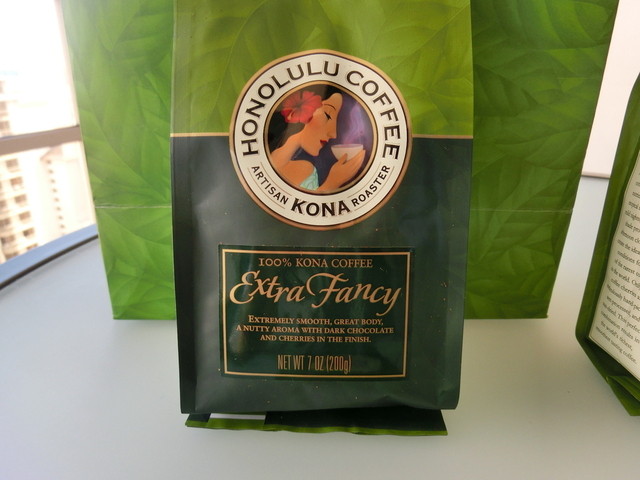 HONOLULU COFFEE
ARTISAN KONA ROASTER
100% KONA COFFEE
Extra Fancy
EXTREMELY SMOOTH, GREAT BODY,
A NUTTY AROMA WITH DARK CHOCOLATE
AND CHERRIES IN THE FINISH.
NET WT 7 OZ (200g)